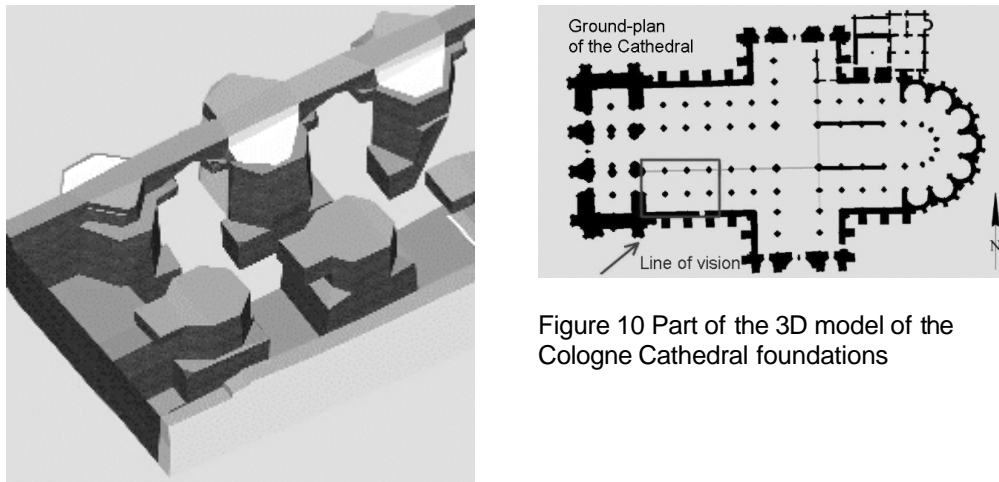 Ground-plan
of the Cathedral
Line of vision
N
Figure 10 Part of the 3D model of the
Cologne Cathedral foundations